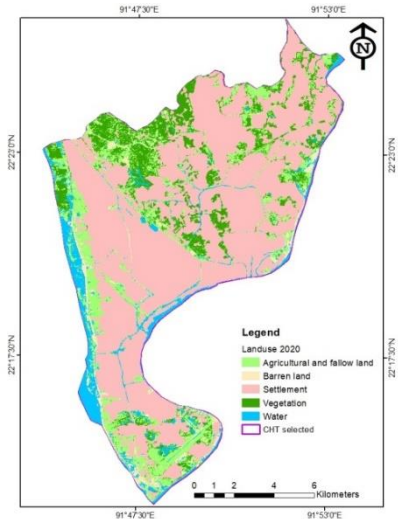 91°47'30"E 91°53'0"E
N
22°23'0"N 22°23'0"N
22°17'30"N 22°17'30"N
Legend
Landuse 2020
Agricultural and fallow land
Barren land
Settlement
Vegetation
Water
CHT selected
0 1 2 4 6
Kilometers
91°47'30"E 91°53'0"E